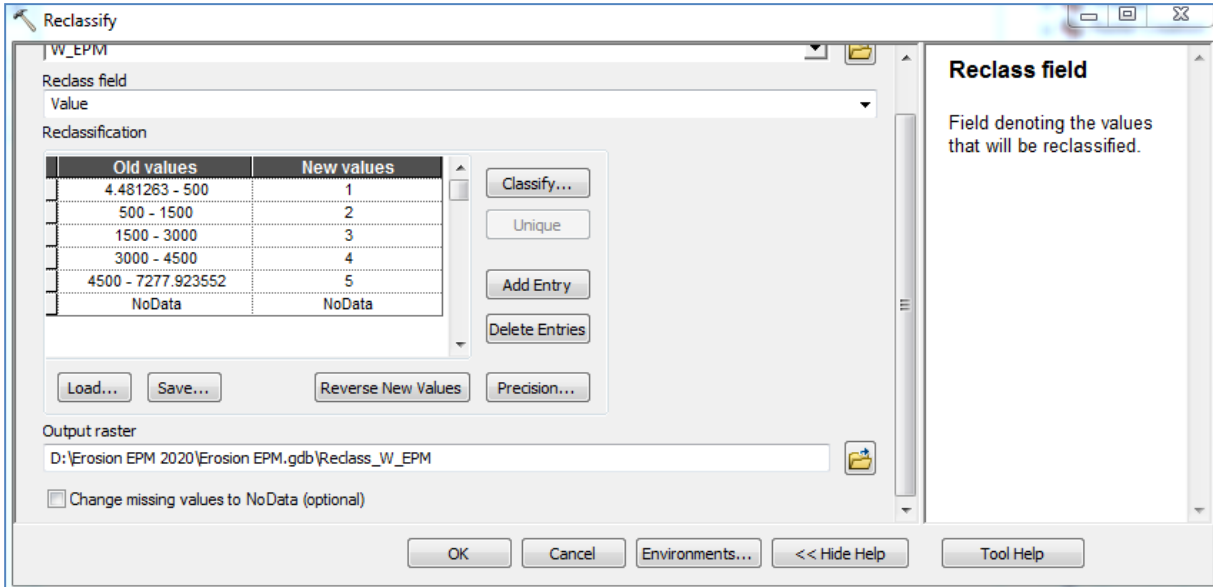 Reclassify
W_EPM
Reclass field
Value
Reclassification
Old values New values
4.481263 - 500 1
500 - 1500 2
1500 - 3000 3
3000 - 4500 4
4500 - 7277.923552 5
NoData NoData
Classify...
Unique
Add Entry
Delete Entries
Load... Save... Reverse New Values Precision...
Output raster
D:\Erosion EPM 2020\Erosion EPM.gdb\Reclass_W_EPM
Change missing values to NoData (optional)
OK Cancel Environments... << Hide Help Tool Help
Reclass field
Field denoting the values
that will be reclassified.